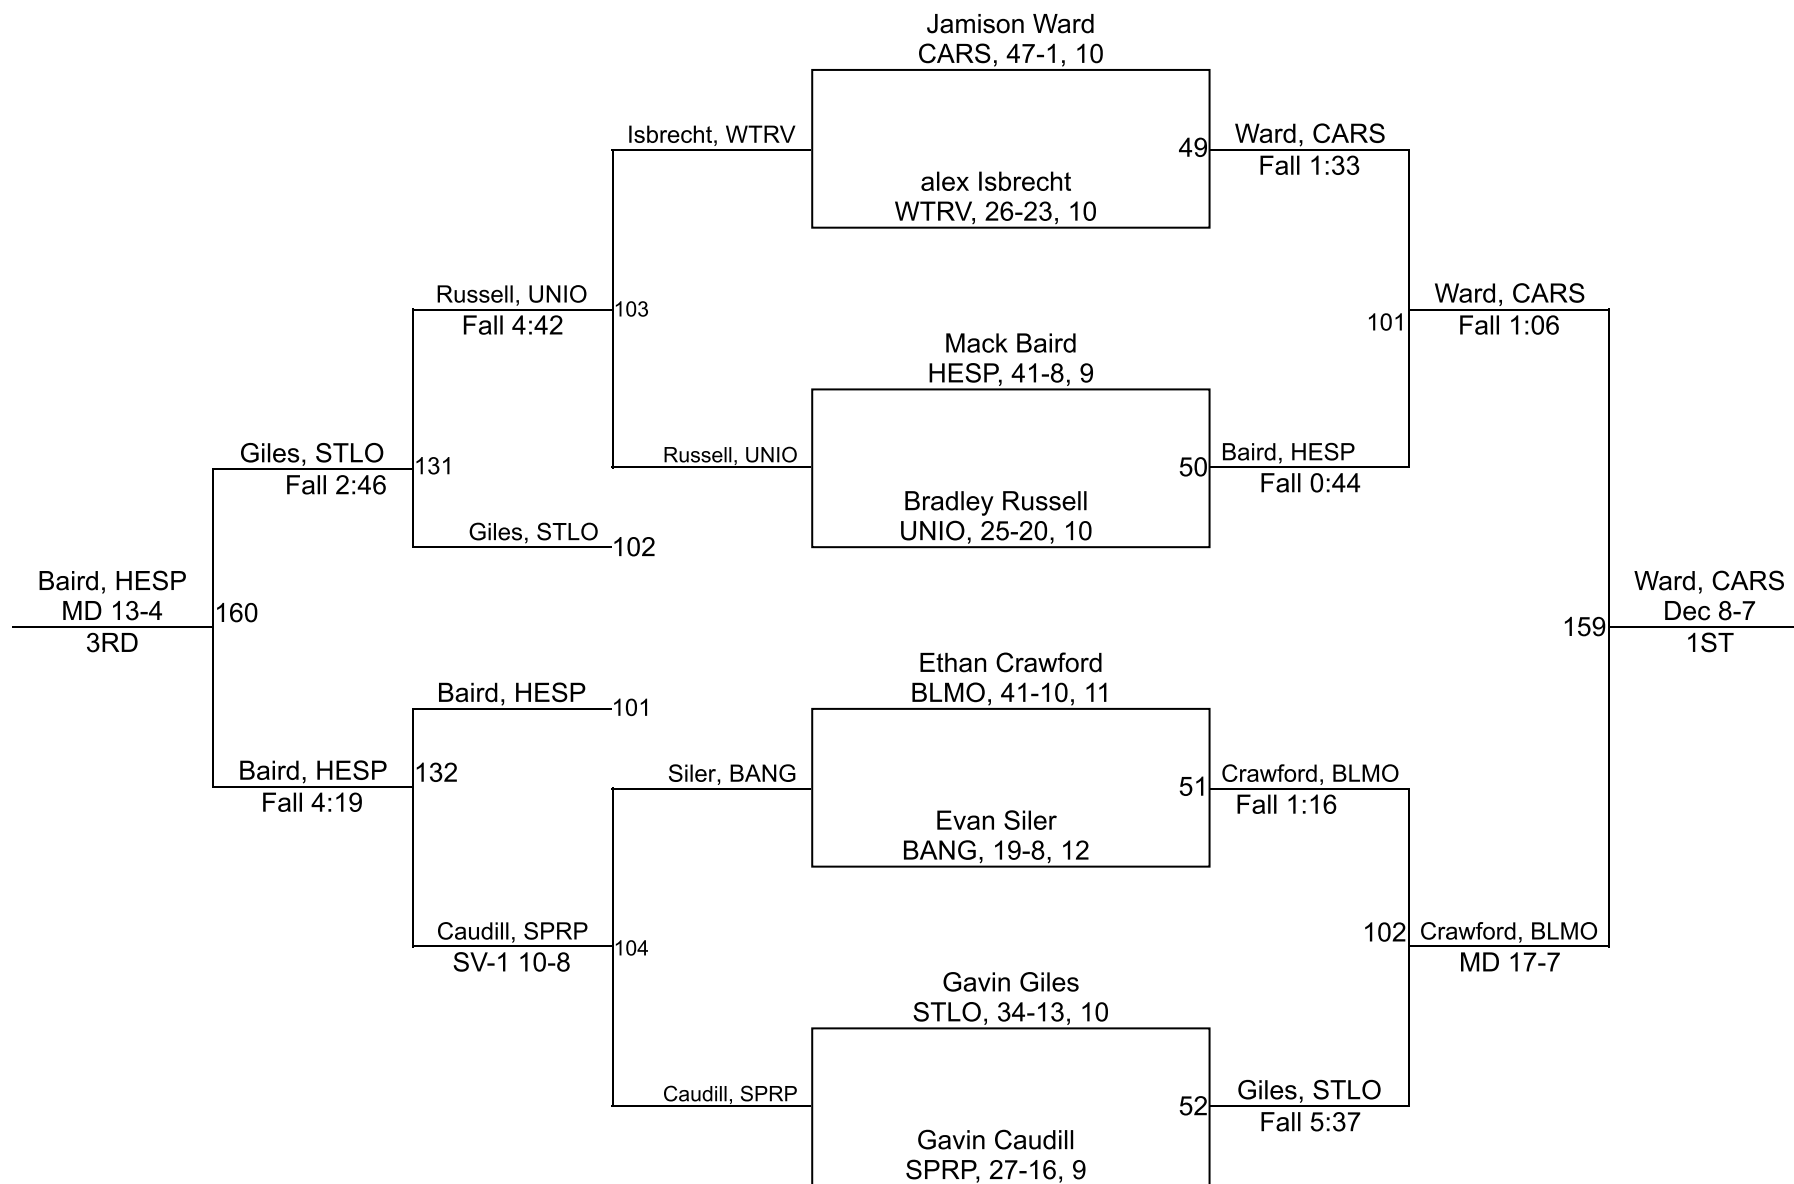 Jamison Ward
CARS, 47-1, 10
Isbrecht, WTRV
49
Ward, CARS
Fall 1:33
alex Isbrecht
WTRV, 26-23, 10
Russell, UNIO
Fall 4:42
103
Ward, CARS
Fall 1:06
101
Mack Baird
HESP, 41-8, 9
Giles, STLO
Fall 2:46
131
Russell, UNIO
50
Baird, HESP
Fall 0:44
Bradley Russell
UNIO, 25-20, 10
Giles, STLO
102
Baird, HESP
MD 13-4
3RD
160
159
Ward, CARS
Dec 8-7
1ST
Ethan Crawford
BLMO, 41-10, 11
Baird, HESP
101
Baird, HESP
Fall 4:19
132
Siler, BANG
51
Crawford, BLMO
Fall 1:16
Evan Siler
BANG, 19-8, 12
Caudill, SPRP
SV-1 10-8
104
102
Crawford, BLMO
MD 17-7
Gavin Giles
STLO, 34-13, 10
Caudill, SPRP
52
Giles, STLO
Fall 5:37
Gavin Caudill
SPRP, 27-16, 9